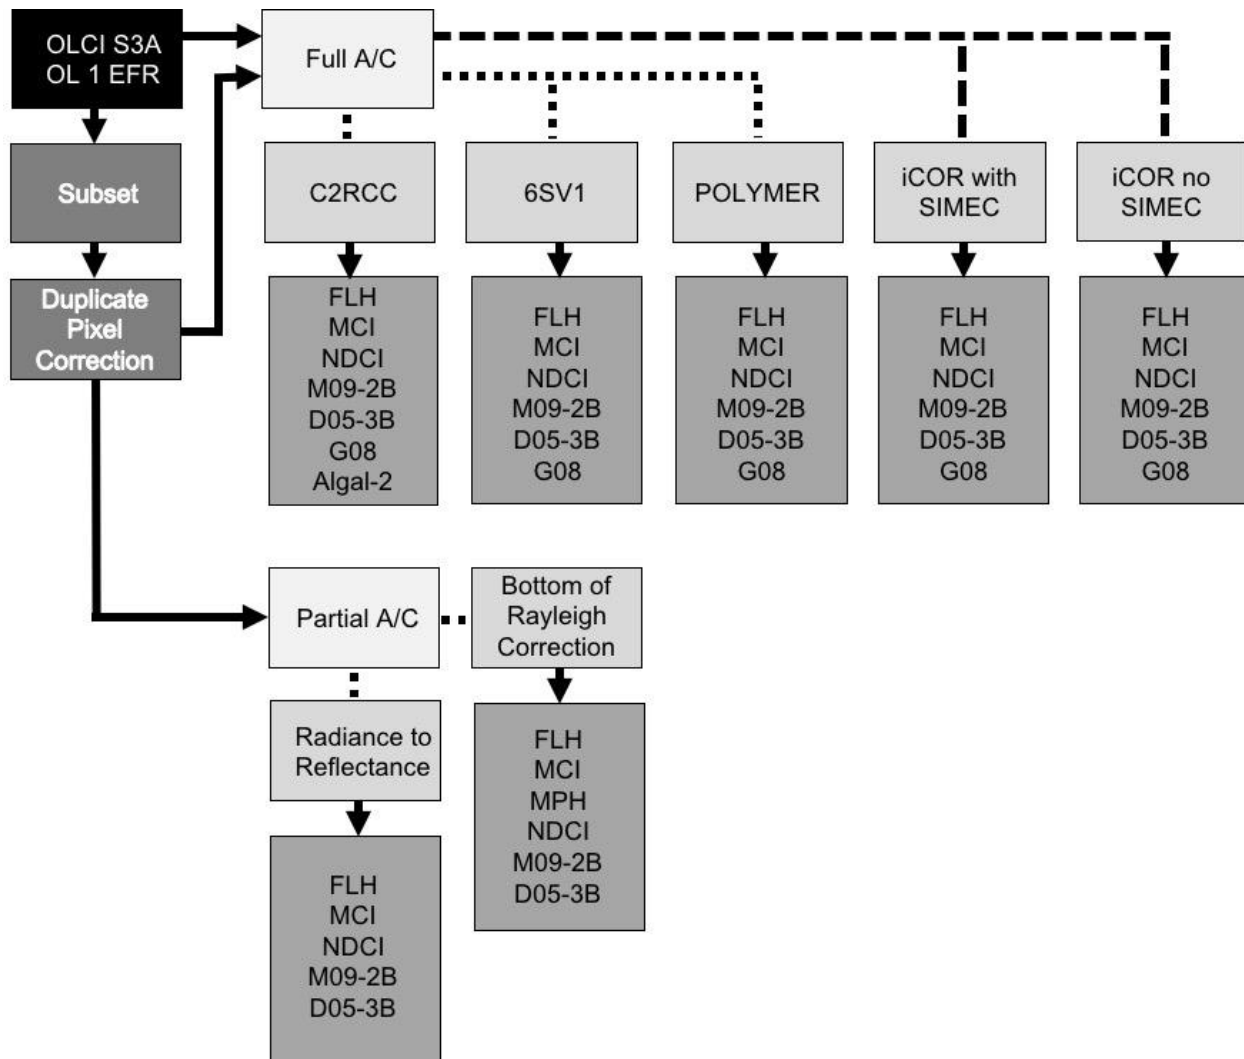 OLCI S3A
OL 1 EFR
Full A/C
Subset
C2RCC
6SV1
POLYMER
iCOR with
SIMEC
iCOR no
SIMEC
Duplicate
Pixel
Correction
FLH
MCI
NDCI
M09-2B
D05-3B
G08
Algal-2
FLH
MCI
NDCI
M09-2B
D05-3B
G08
FLH
MCI
NDCI
M09-2B
D05-3B
G08
FLH
MCI
NDCI
M09-2B
D05-3B
G08
FLH
MCI
NDCI
M09-2B
D05-3B
G08
Partial A/C
Bottom of
Rayleigh
Correction
Radiance to
Reflectance
FLH
MCI
MPH
NDCI
M09-2B
D05-3B
FLH
MCI
NDCI
M09-2B
D05-3B